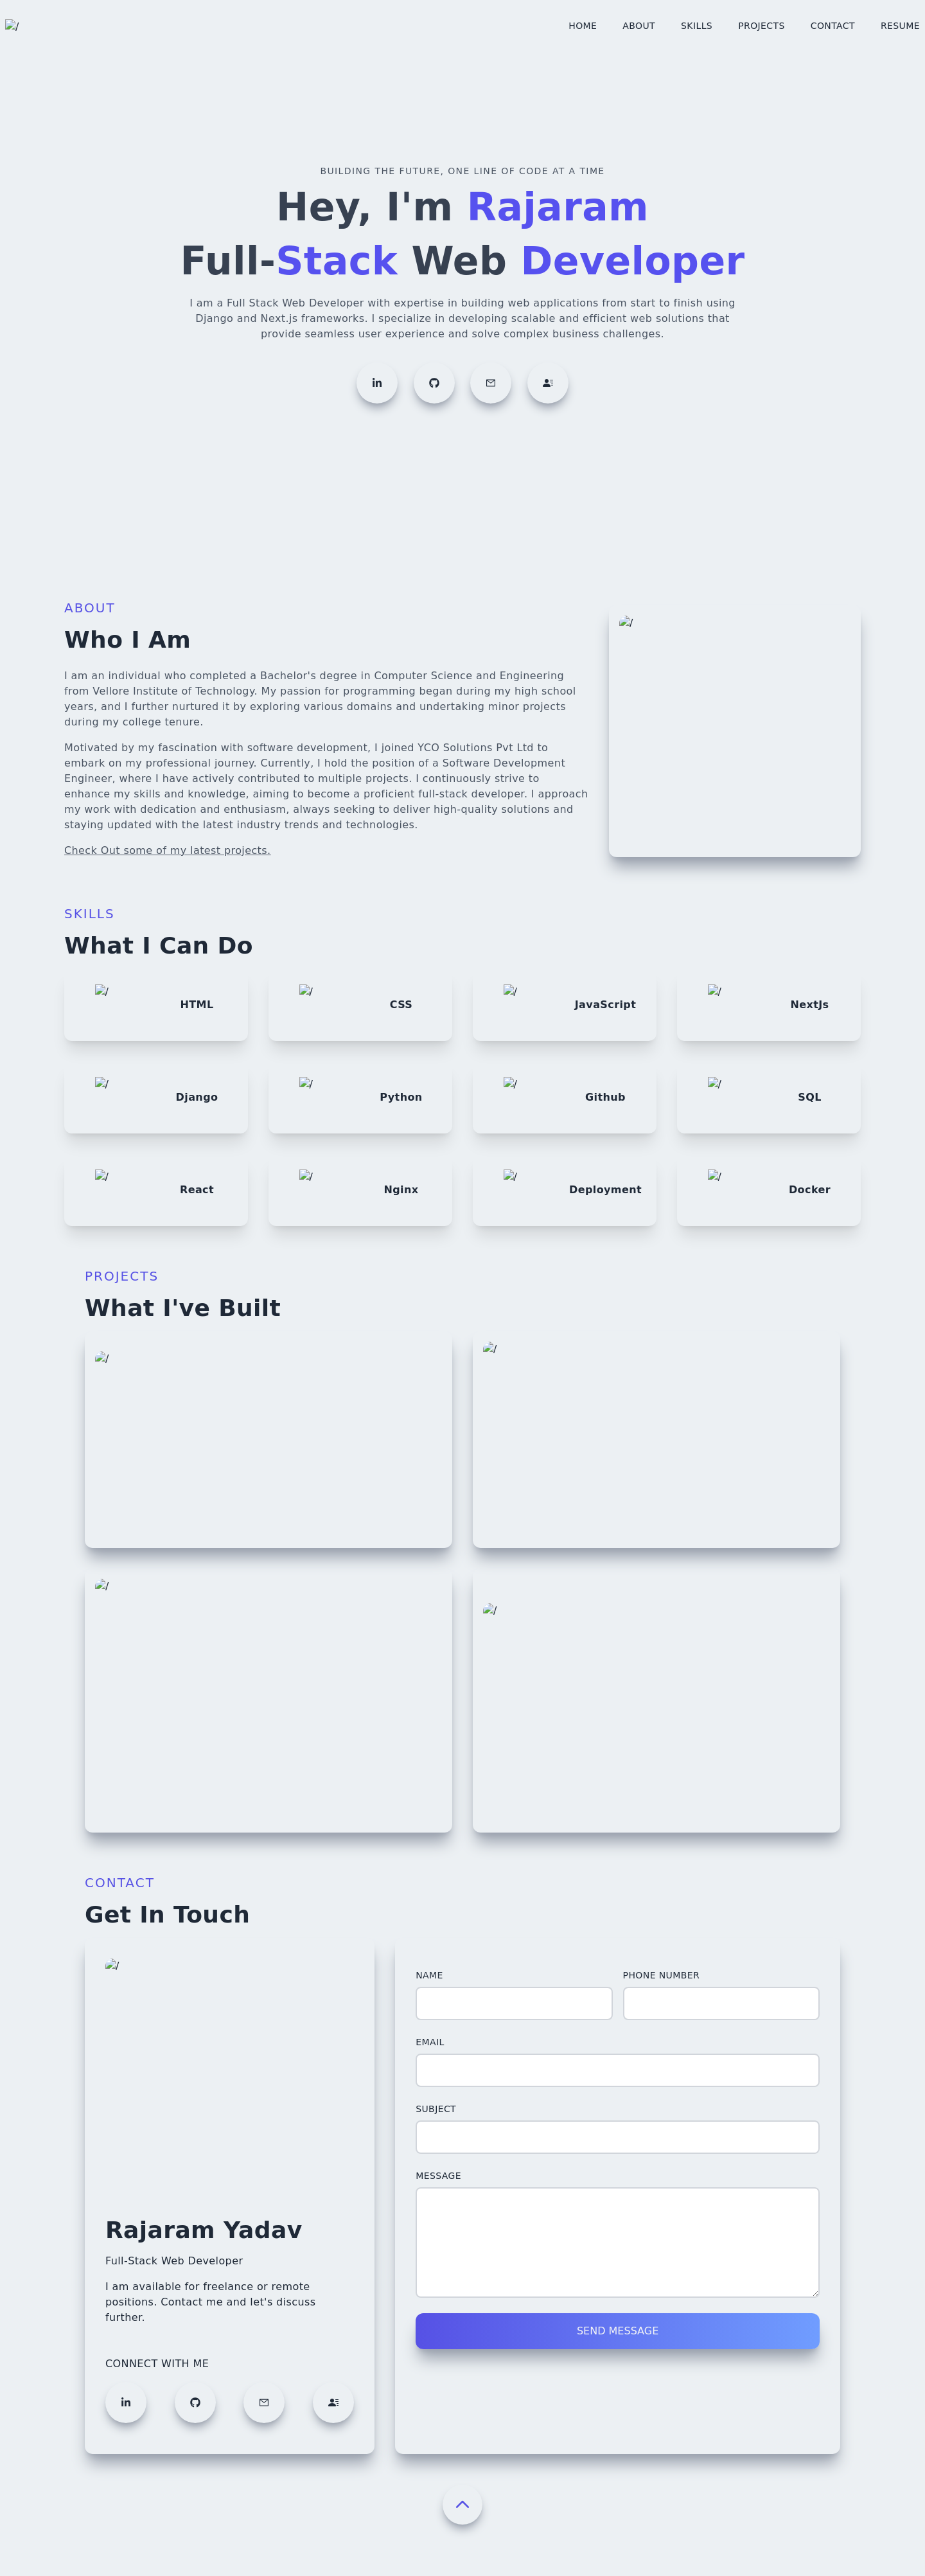 /
HOME ABOUT SKILLS PROJECTS CONTACT RESUME
BUILDING THE FUTURE, ONE LINE OF CODE AT A TIME
Hey, I'm Rajaram
Full-Stack Web Developer
I am a Full Stack Web Developer with expertise in building web applications from start to finish using
Django and Next.js frameworks. I specialize in developing scalable and efficient web solutions that
provide seamless user experience and solve complex business challenges.
ABOUT
Who I Am
I am an individual who completed a Bachelor's degree in Computer Science and Engineering
from Vellore Institute of Technology. My passion for programming began during my high school
years, and I further nurtured it by exploring various domains and undertaking minor projects
during my college tenure.
Motivated by my fascination with software development, I joined YCO Solutions Pvt Ltd to
embark on my professional journey. Currently, I hold the position of a Software Development
Engineer, where I have actively contributed to multiple projects. I continuously strive to
enhance my skills and knowledge, aiming to become a proficient full-stack developer. I approach
my work with dedication and enthusiasm, always seeking to deliver high-quality solutions and
staying updated with the latest industry trends and technologies.
Check Out some of my latest projects.
/
SKILLS
What I Can Do
/ HTML / CSS / JavaScript / NextJs
/ Django / Python / Github / SQL
/ React / Nginx / Deployment / Docker
PROJECTS
What I've Built
/ /
/ /
CONTACT
Get In Touch
/
Rajaram Yadav
Full-Stack Web Developer
I am available for freelance or remote
positions. Contact me and let's discuss
further.
CONNECT WITH ME
NAME PHONE NUMBER
EMAIL
SUBJECT
MESSAGE
SEND MESSAGE